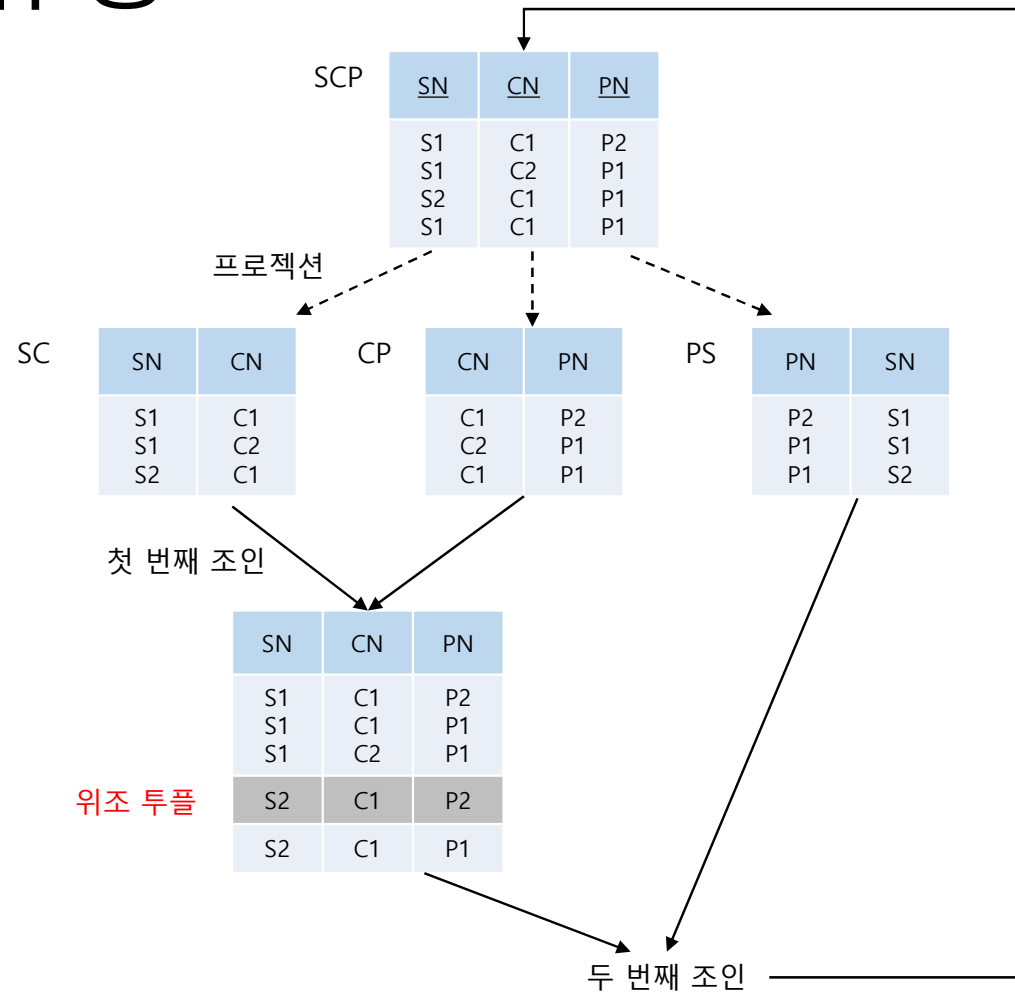 SCP
SN CN PN
S1 C1 P2
S1 C2 P1
S2 C1 P1
S1 C1 P1
프로젝션
SC
SN CN
S1 C1
S1 C2
S2 C1
CP
CN PN
C1 P2
C2 P1
C1 P1
PS
PN SN
P2 S1
P1 S1
P1 S2
첫 번째 조인
SN CN PN
S1 C1 P2
S1 C1 P1
S1 C2 P1
위조 투플
S2 C1 P2
S2 C1 P1
두 번째 조인